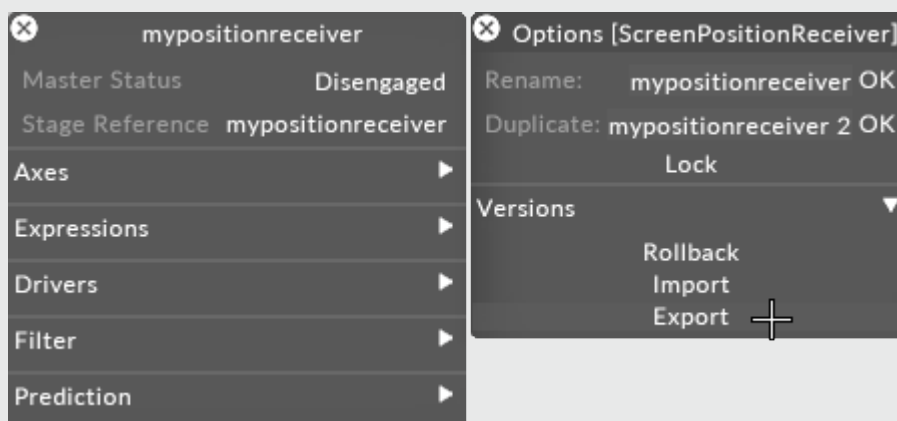 mypositionreceiver
Master Status Disengaged
Stage Reference mypositionreceiver
Axes
Expressions
Drivers
Filter
Prediction
Options [ScreenPositionReceiver]
Rename: mypositionreceiver OK
Duplicate: mypositionreceiver 2 OK
Lock
Versions
Rollback
Import
Export